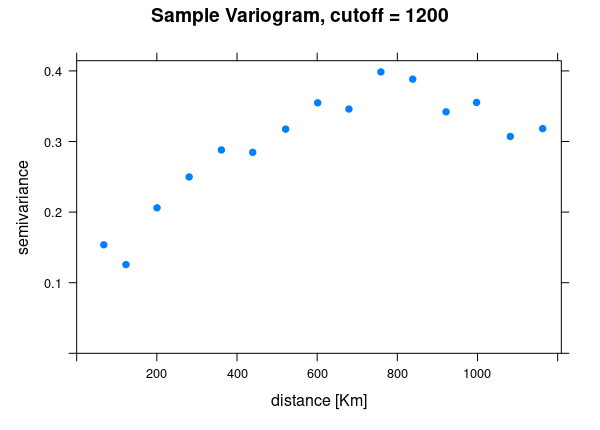 Sample Variogram, cutoff = 1200
0.4
0.3
0.2
0.1
semivariance
200 400 600 800 1000
distance [Km]